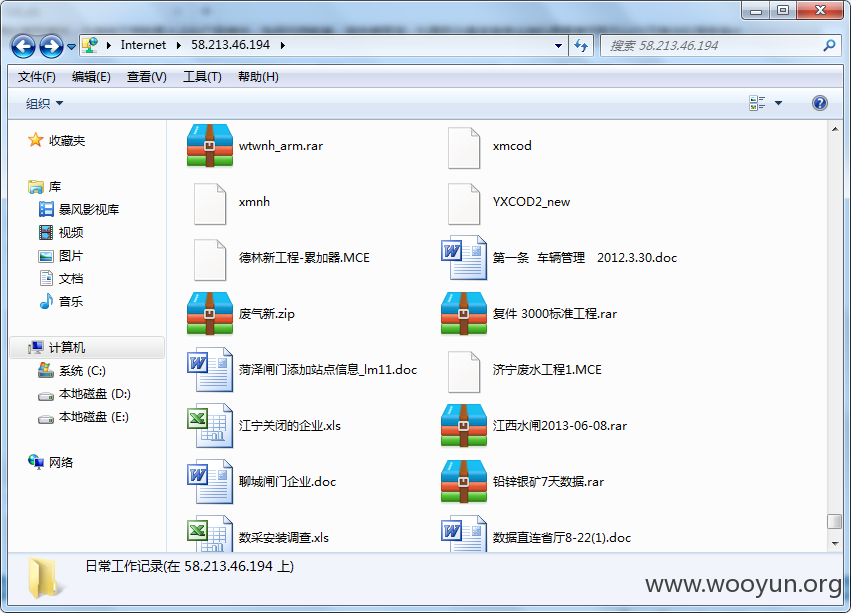 Internet 58.213.46.194
搜索 58.213.46.194
文件(F) 编辑(E) 查看(V) 工具(T) 帮助(H)
组织
收藏夹
库
暴风影视库
视频
图片
文档
音乐
计算机
系统 (C:)
本地磁盘 (D:)
本地磁盘 (E:)
网络
wtwnh_arm.rar xmcod
xmnh YXCOD2_new
德林新工程-累加器.MCE 第一条 车辆管理 2012.3.30.doc
废气新.zip 复件 3000标准工程.rar
菏泽闸门添加站点信息_lm11.doc 济宁废水工程1.MCE
江宁关闭的企业.xls 江西水闸2013-06-08.rar
聊城闸门企业.doc 铅锌银矿7天数据.rar
数采安装调查.xls 数据直连省厅8-22(1).doc
日常工作记录(在 58.213.46.194 上)
www.wooyun.org